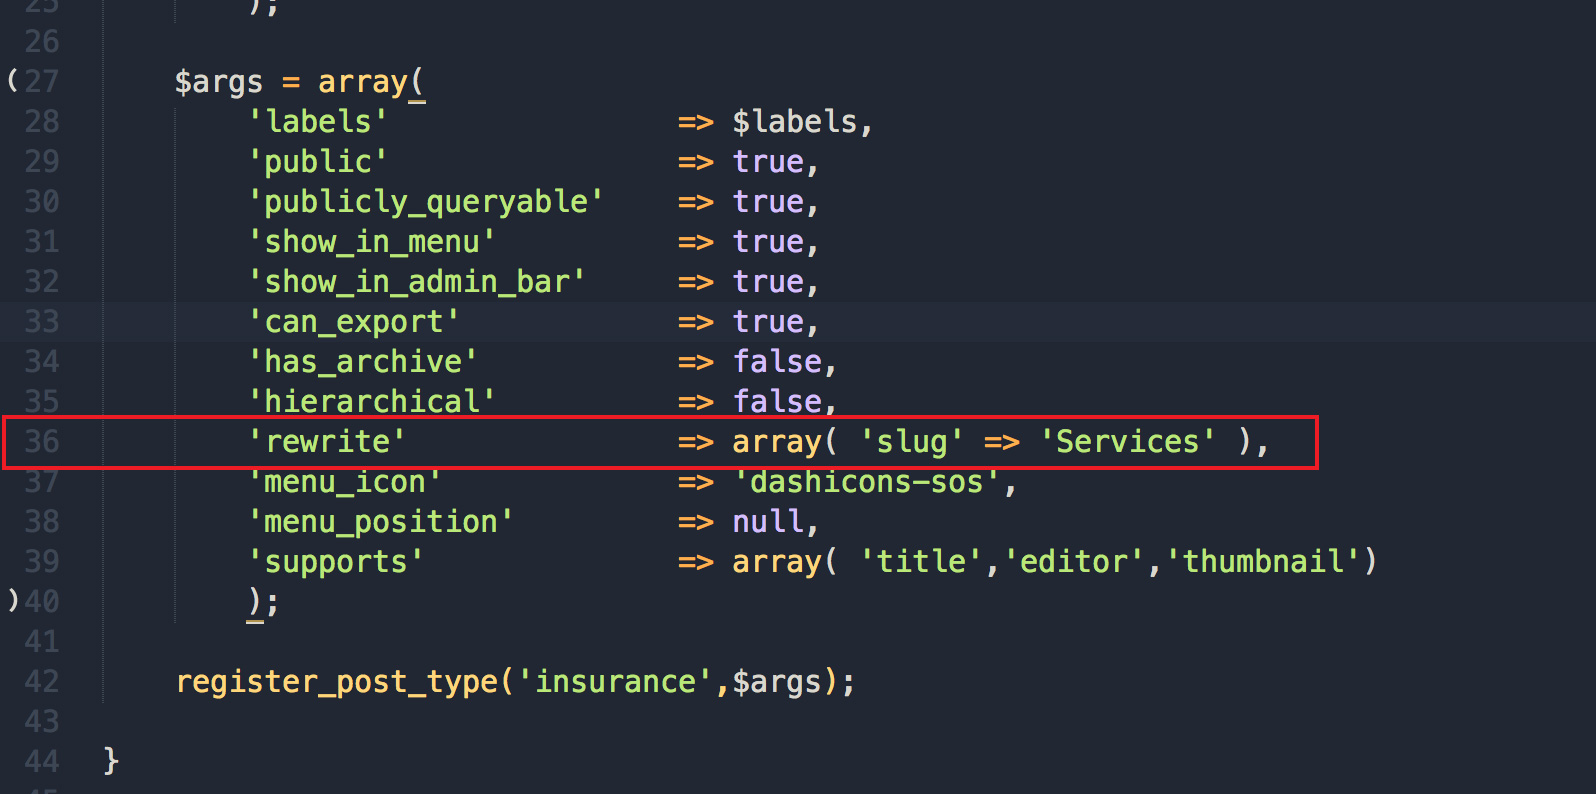 25 );
26
(27 $args = array(
28 'labels' => $labels,
29 'public' => true,
30 'publicly_queryable' => true,
31 'show_in_menu' => true,
32 'show_in_admin_bar' => true,
33 'can_export' => true,
34 'has_archive' => false,
35 'hierarchical' => false,
36 'rewrite' => array( 'slug' => 'Services' ),
37 'menu_icon' => 'dashicons-sos',
38 'menu_position' => null,
39 'supports' => array( 'title','editor','thumbnail')
)40 );
41
42 register_post_type('insurance',$args);
43
44 }
45